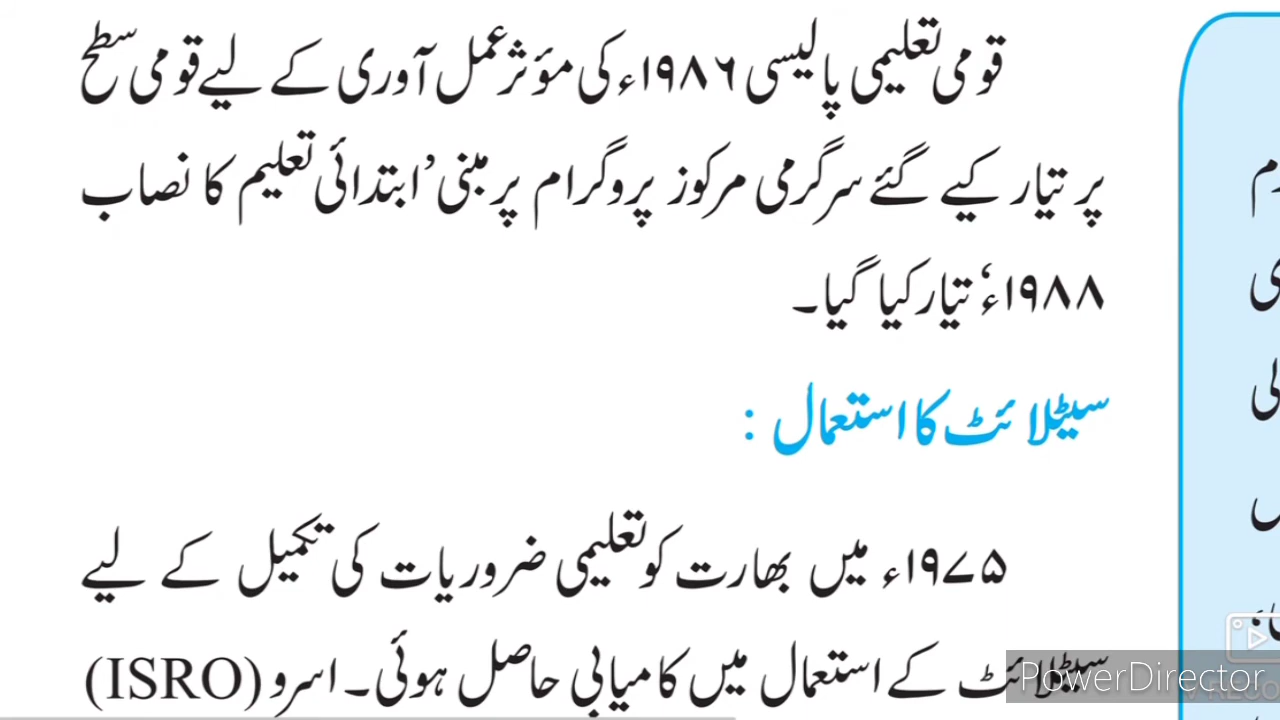 قومی تعلیمی پالیسی ۱۹۸۶ء کی مؤثر عمل آوری کے لیے قومی سطح
پر تیار کیے گئے سرگرمی مرکوز پروگرام پر مبنی ’ابتدائی تعلیم کا نصاب
۱۹۸۸ء‘ تیار کیا گیا۔
سیٹلائٹ کا استعمال :
۱۹۷۵ء میں بھارت کو تعلیمی ضروریات کی تکمیل کے لیے
سیٹلائٹ کے استعمال میں کامیابی حاصل ہوئی۔ اسرو (ISRO)
PowerDirector